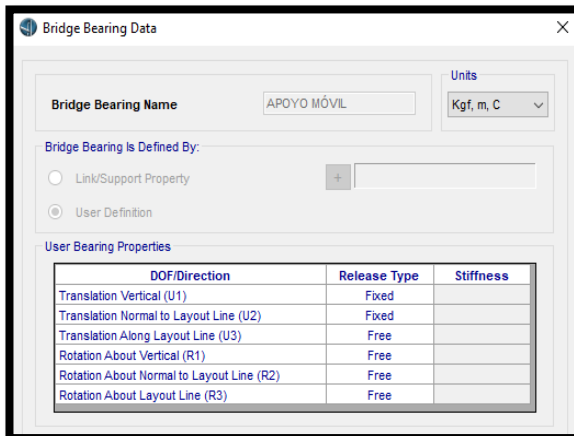 Bridge Bearing Data
Units
Bridge Bearing Name APOYO MÓVIL Kgf, m, C
Bridge Bearing Is Defined By:
Link/Support Property +
User Definition
User Bearing Properties
DOF/Direction Release Type Stiffness
Translation Vertical (U1) Fixed
Translation Normal to Layout Line (U2) Fixed
Translation Along Layout Line (U3) Free
Rotation About Vertical (R1) Free
Rotation About Normal to Layout Line (R2) Free
Rotation About Layout Line (R3) Free